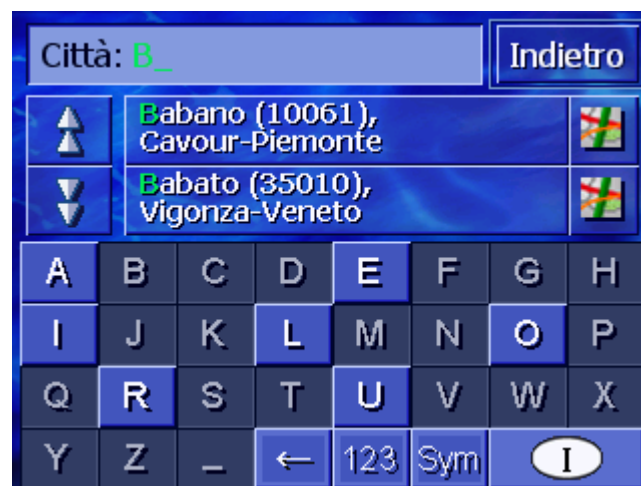 Città: B_
Indietro
Babano (10061),
Cavour-Piemonte
Babato (35010),
Vigonza-Veneto
A B C D E F G H
I J K L M N O P
Q R S T U V W X
Y Z _ ← 123 Sym I